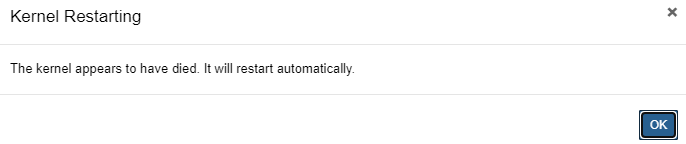 Kernel Restarting
The kernel appears to have died. It will restart automatically.
OK